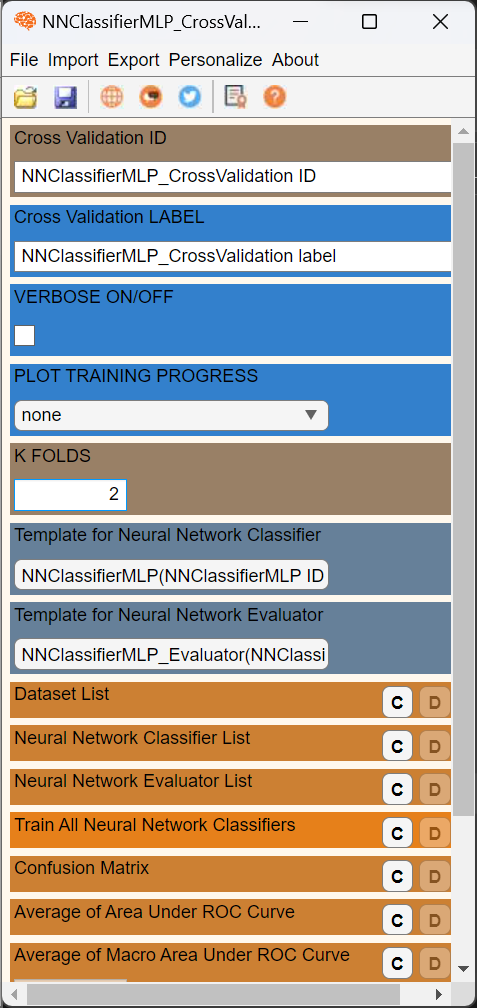 NNClassifierMLP_CrossVal...
File Import Export Personalize About
Cross Validation ID
NNClassifierMLP_CrossValidation ID
Cross Validation LABEL
NNClassifierMLP_CrossValidation label
VERBOSE ON/OFF
PLOT TRAINING PROGRESS
none
K FOLDS
2
Template for Neural Network Classifier
NNClassifierMLP(NNClassifierMLP ID
Template for Neural Network Evaluator
NNClassifierMLP_Evaluator(NNClassi
Dataset List C D
Neural Network Classifier List C D
Neural Network Evaluator List C D
Train All Neural Network Classifiers C D
Confusion Matrix C D
Average of Area Under ROC Curve C D
Average of Macro Area Under ROC Curve C D